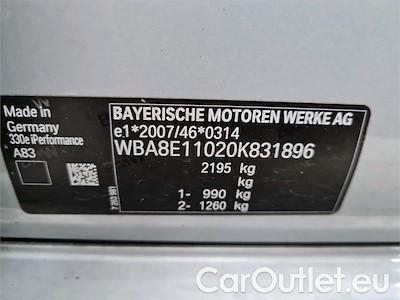 Made in
Germany
330e iPerformance
A83
BAYERISCHE MOTOREN WERKE AG
e1*2007/46*0314
WBA8E11020K831896
2195 kg
kg
1- 990 kg
2- 1260 kg
CarOutlet.eu